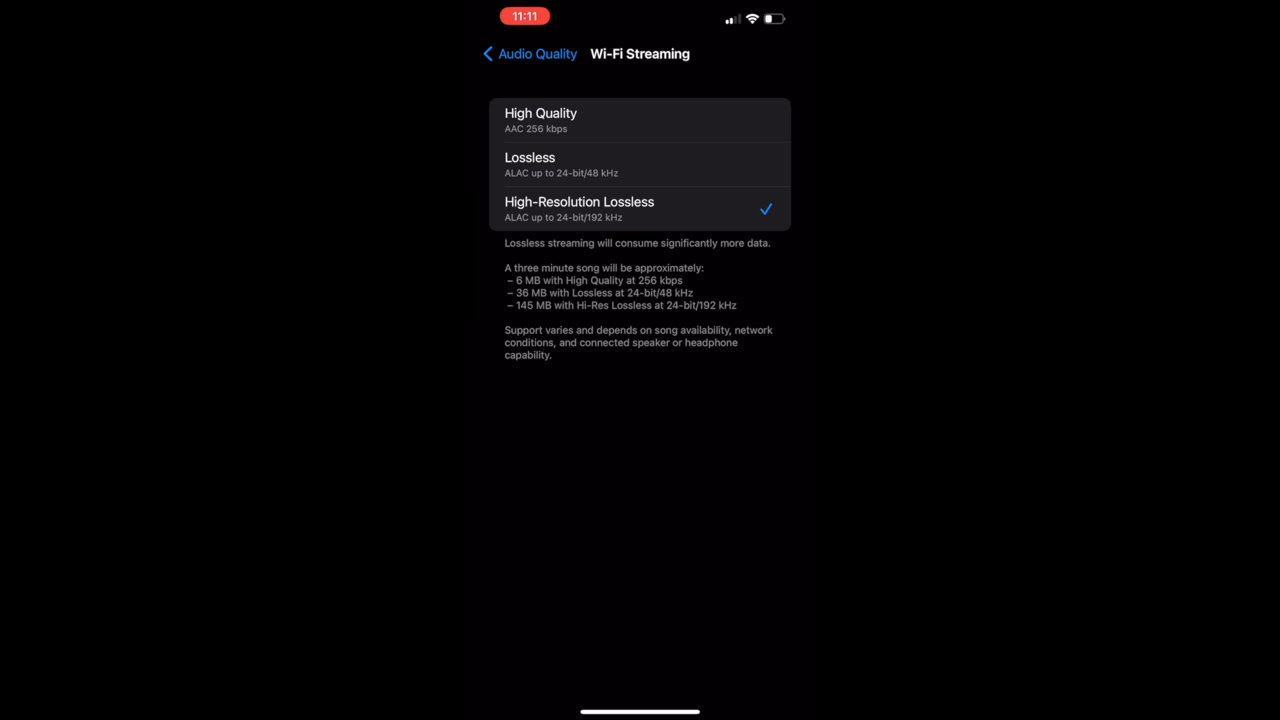 11:11
Audio Quality
Wi-Fi Streaming
High Quality
AAC 256 kbps
Lossless
ALAC up to 24-bit/48 kHz
High-Resolution Lossless
ALAC up to 24-bit/192 kHz
Lossless streaming will consume significantly more data.
A three minute song will be approximately:
– 6 MB with High Quality at 256 kbps
– 36 MB with Lossless at 24-bit/48 kHz
– 145 MB with Hi-Res Lossless at 24-bit/192 kHz
Support varies and depends on song availability, network
conditions, and connected speaker or headphone
capability.